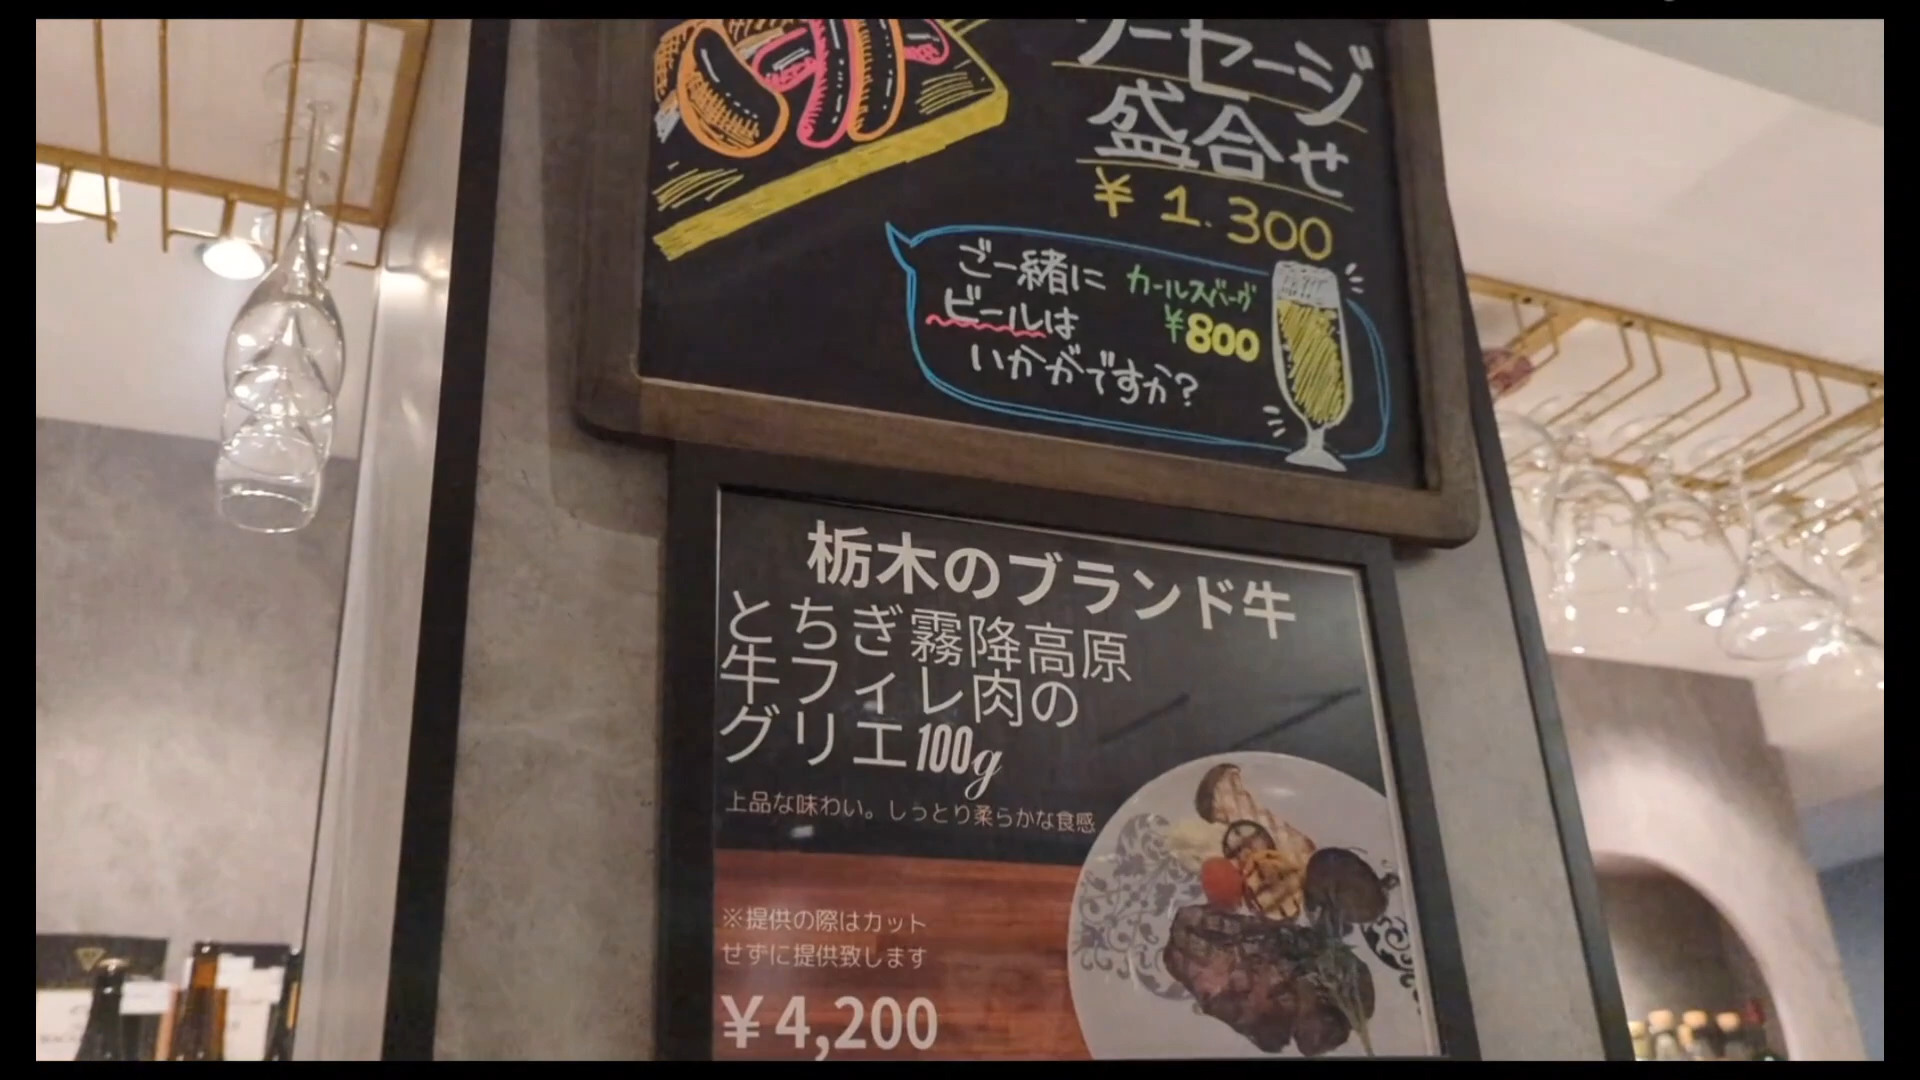 ソーセージ
盛合せ
¥1.300
ご一緒に
ビールは
いかがですか?
カールスバーグ
¥800
栃木のブランド牛
とちぎ霧降高原
牛フィレ肉の
グリエ100g
上品な味わい。しっとり柔らかな食感
※提供の際はカット
せずに提供致します
¥4,200